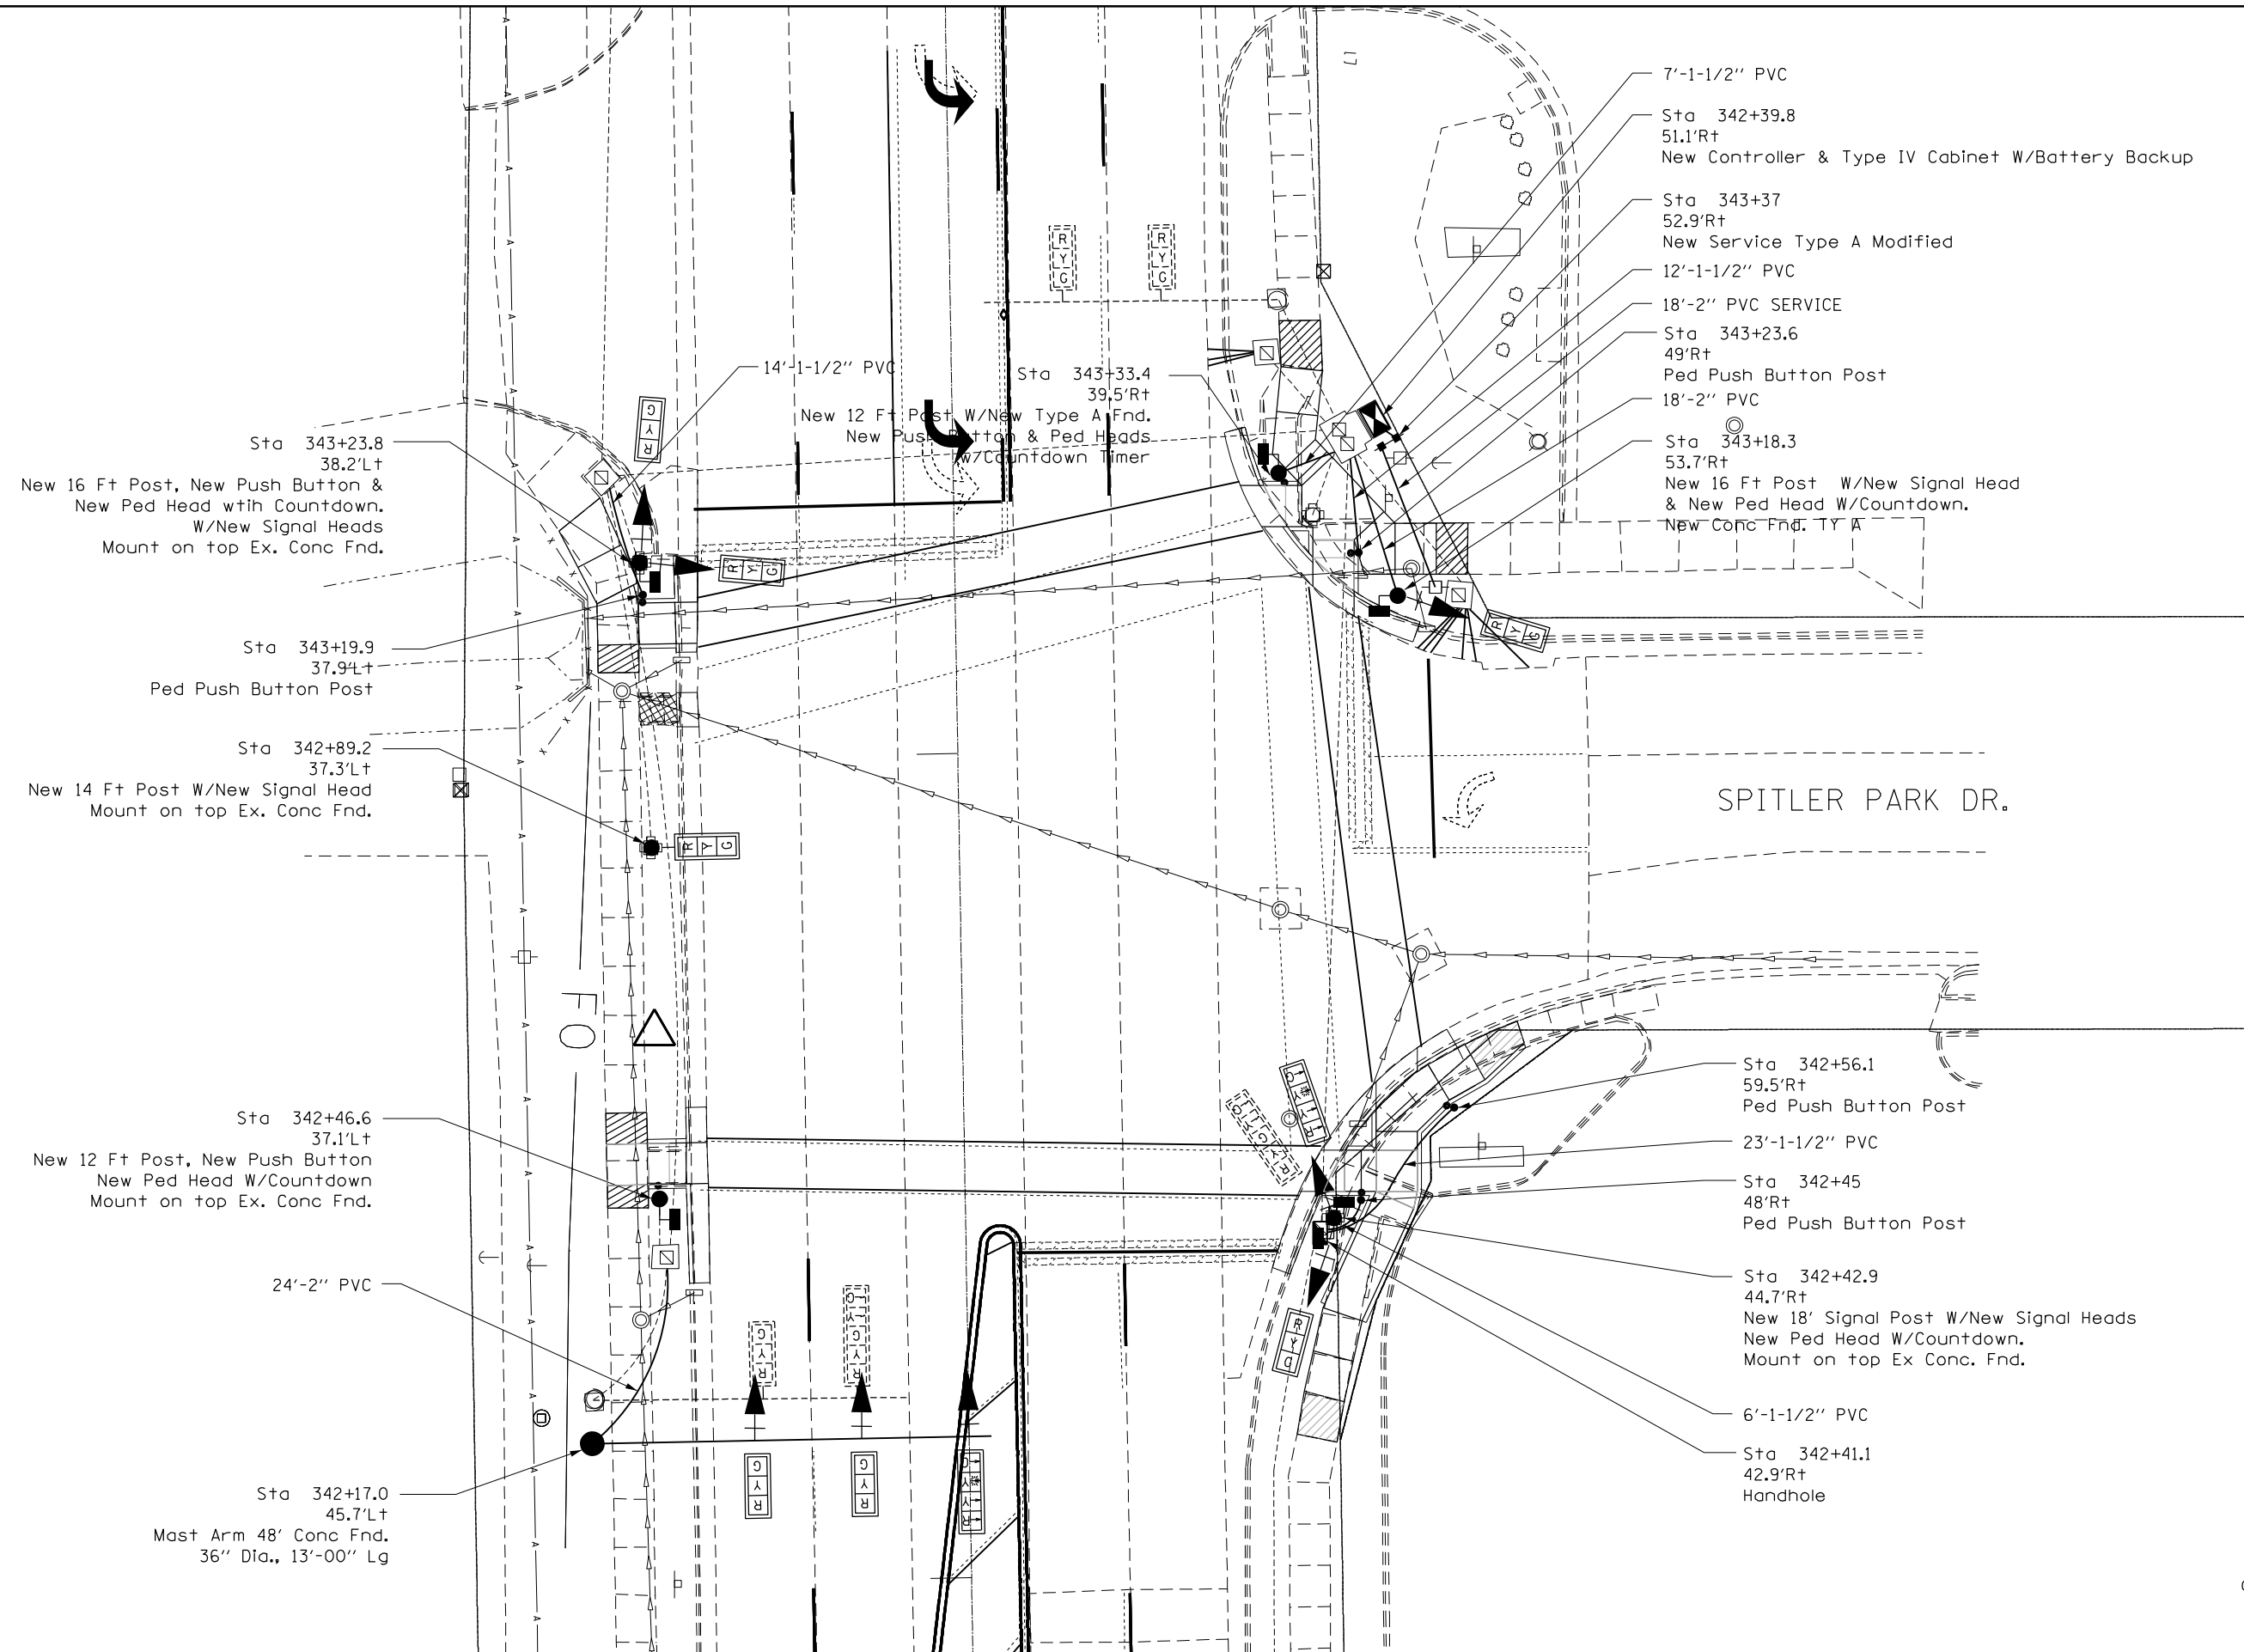 7'-1-1/2" PVC
Sta 342+39.8
51.1'Rt
New Controller & Type IV Cabinet W/Battery Backup
Sta 343+37
52.9'Rt
New Service Type A Modified
12'-1-1/2" PVC
18'-2" PVC SERVICE
Sta 343+23.6
49'Rt
Ped Push Button Post
18'-2" PVC
Sta 343+18.3
53.7'Rt
New 16 Ft Post W/New Signal Head
& New Ped Head W/Countdown.
New Conc Fnd. TY A
14'-1-1/2" PVC
Sta 343+33.4
39.5'Rt
New 12 Ft Post W/New Type A Fnd.
New Push Button & Ped Heads
w/Countdown Timer
Sta 343+23.8
38.2'Lt
New 16 Ft Post, New Push Button &
New Ped Head wtih Countdown.
W/New Signal Heads
Mount on top Ex. Conc Fnd.
Sta 343+19.9
37.9'Lt
Ped Push Button Post
Sta 342+89.2
37.3'Lt
New 14 Ft Post W/New Signal Head
Mount on top Ex. Conc Fnd.
SPITLER PARK DR.
FO
Sta 342+46.6
37.1'Lt
New 12 Ft Post, New Push Button
New Ped Head W/Countdown
Mount on top Ex. Conc Fnd.
24'-2" PVC
Sta 342+17.0
45.7'Lt
Mast Arm 48' Conc Fnd.
36" Dia., 13'-00" Lg
Sta 342+56.1
59.5'Rt
Ped Push Button Post
23'-1-1/2" PVC
Sta 342+45
48'Rt
Ped Push Button Post
Sta 342+42.9
44.7'Rt
New 18' Signal Post W/New Signal Heads
New Ped Head W/Countdown.
Mount on top Ex Conc. Fnd.
6'-1-1/2" PVC
Sta 342+41.1
42.9'Rt
Handhole
R
Y
G
R
Y
G
R Y G
R Y G
R Y G
R Y G
R Y G
R Y G
R Y G
R Y G